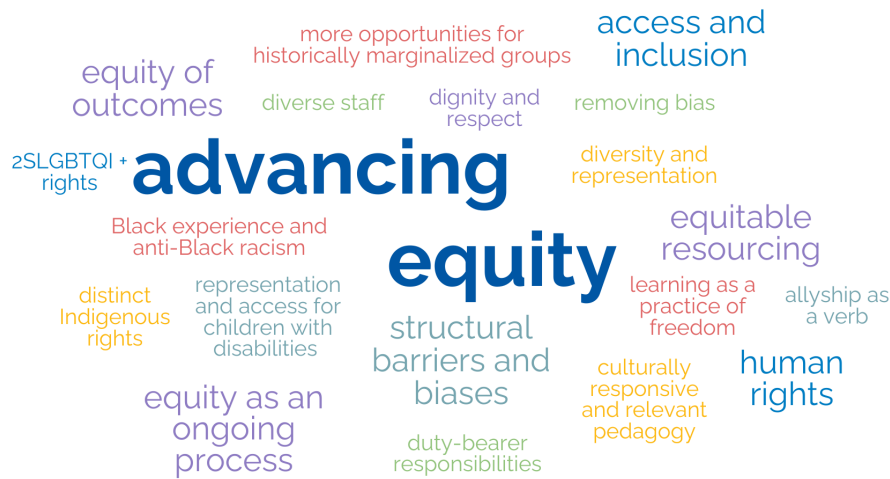 more opportunities for
historically marginalized groups
access and
inclusion
equity of
outcomes
diverse staff
dignity and
respect
removing bias
2SLGBTQI +
rights
advancing
diversity and
representation
Black experience and
anti-Black racism
equity
equitable
resourcing
distinct
Indigenous
rights
representation
and access for
children with
disabilities
structural
barriers and
biases
learning as a
practice of
freedom
allyship as
a verb
equity as an
ongoing
process
duty-bearer
responsibilities
culturally
responsive
and relevant
pedagogy
human
rights